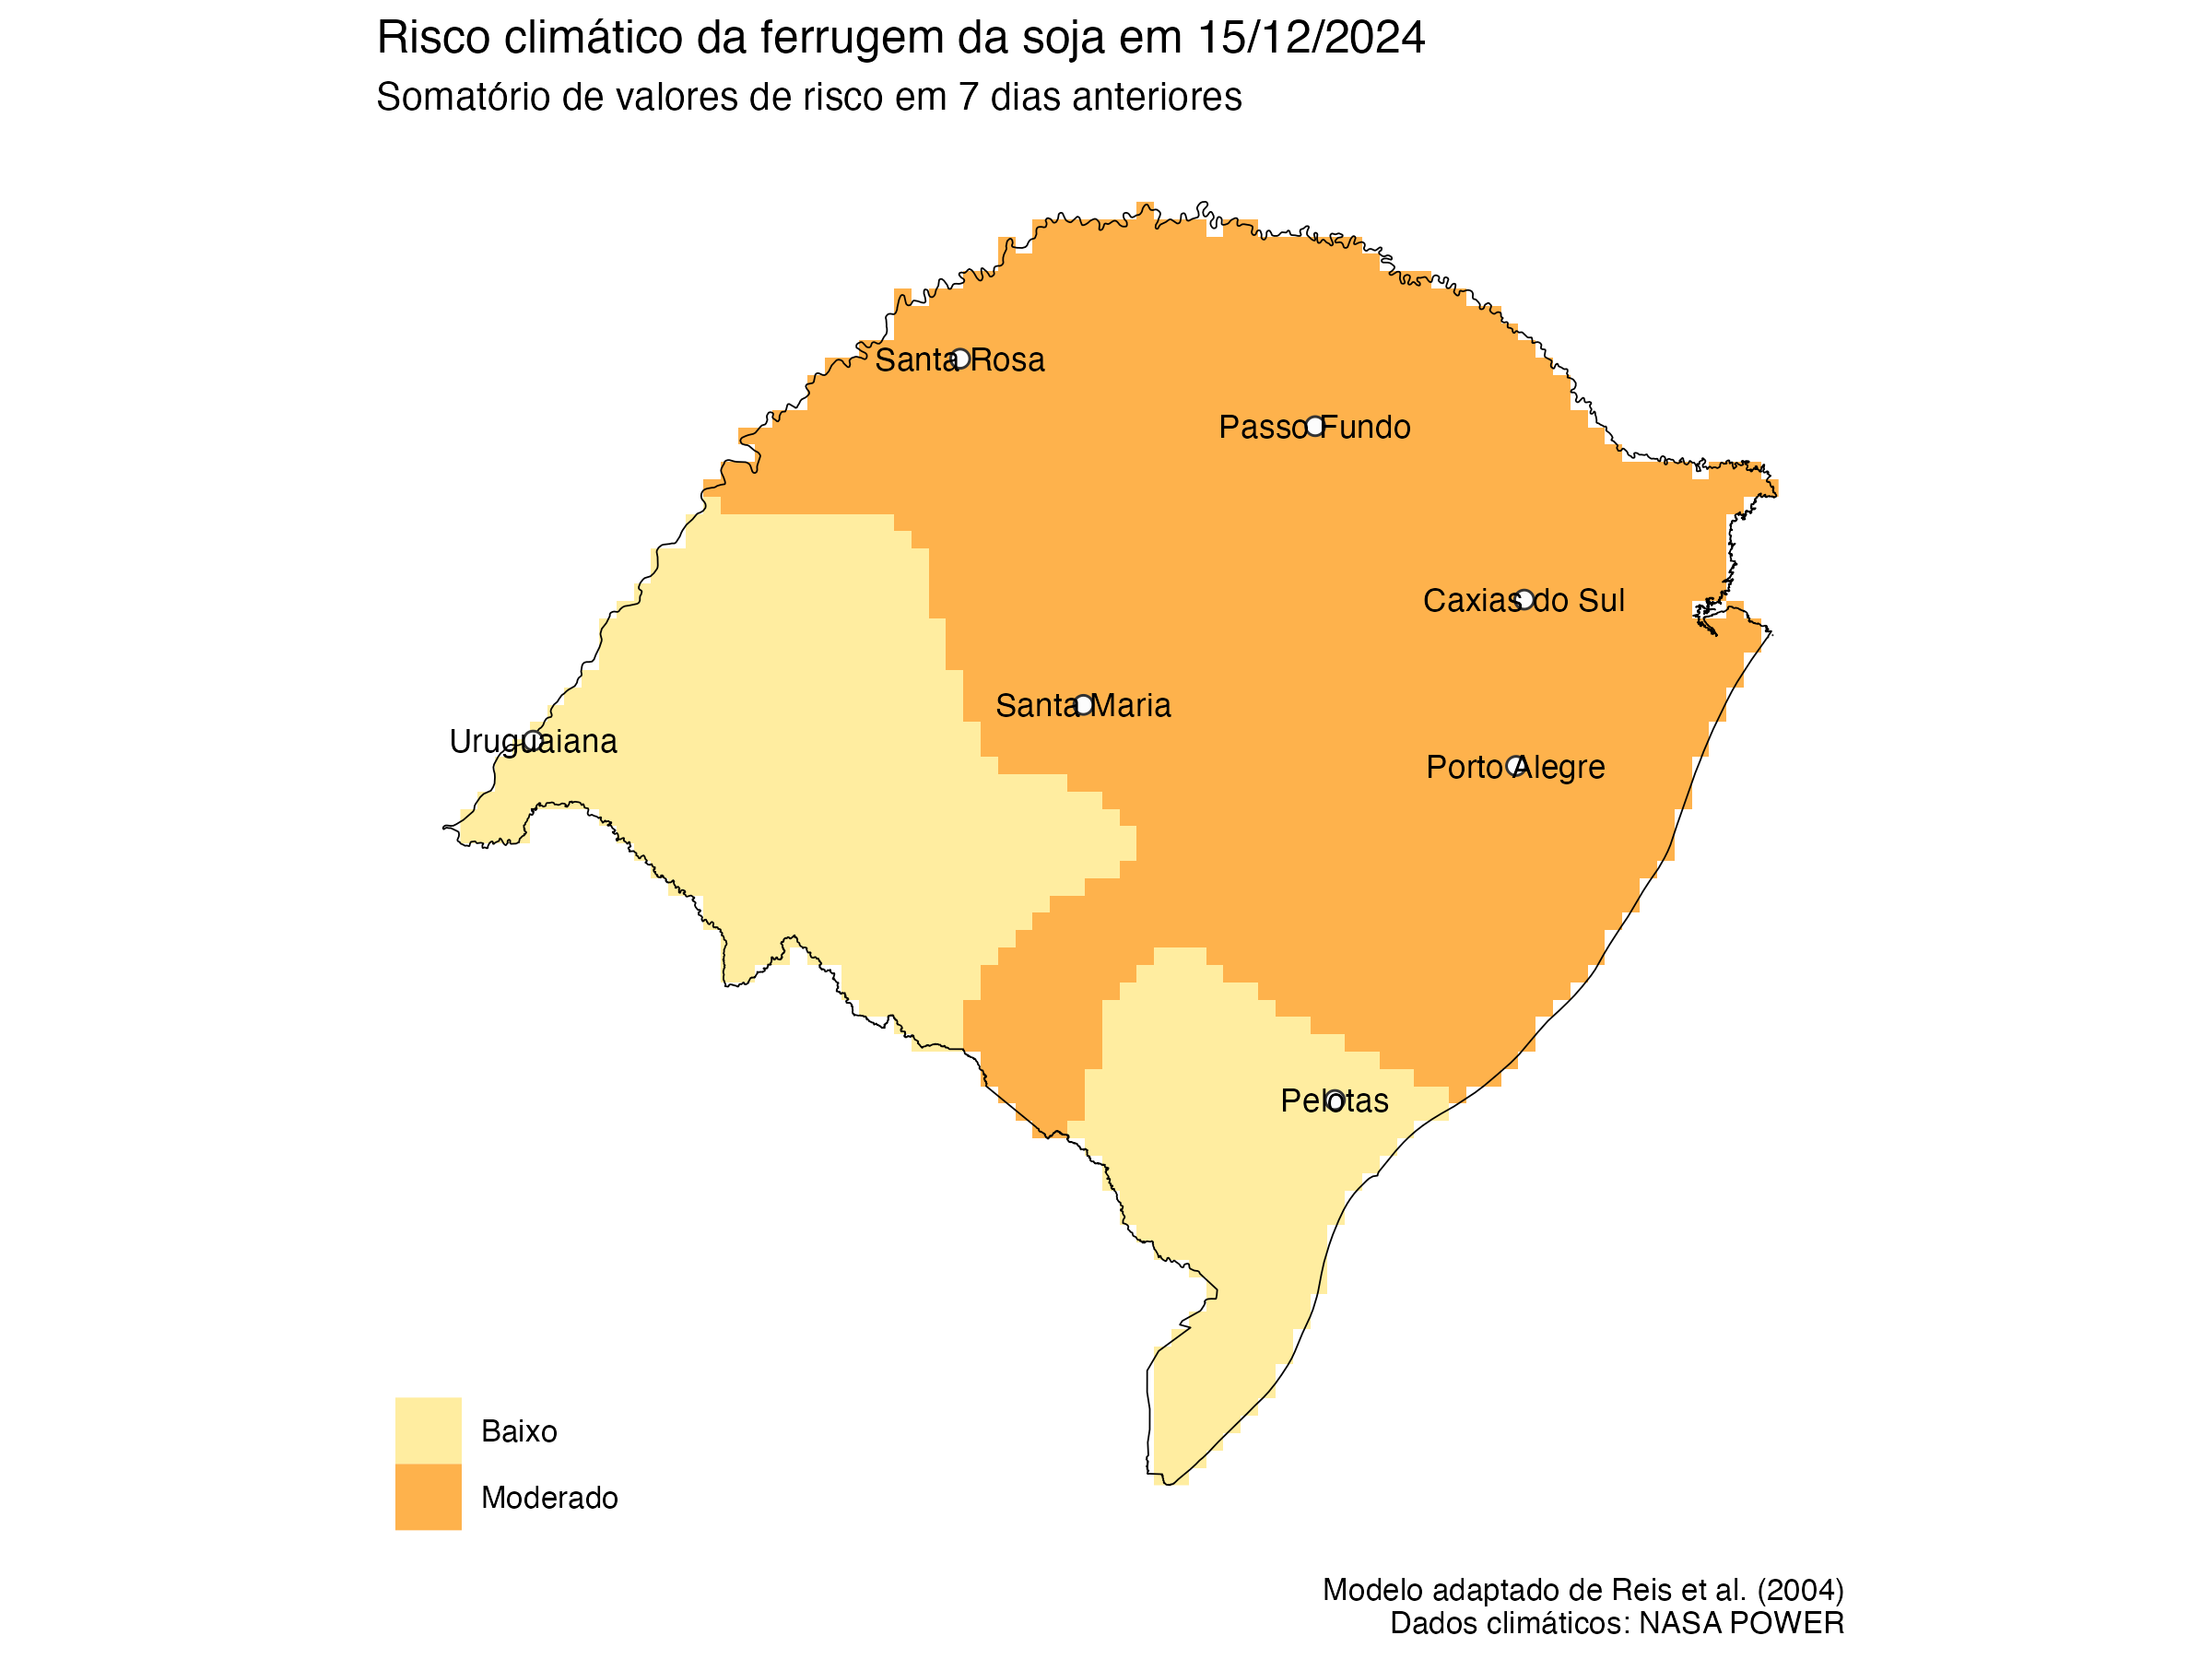 Risco climático da ferrugem da soja em 15/12/2024
Somatório de valores de risco em 7 dias anteriores
Santa Rosa
Passo Fundo
Caxias do Sul
Santa Maria
Uruguaiana
Porto Alegre
Pelotas
Baixo
Moderado
Modelo adaptado de Reis et al. (2004)
Dados climáticos: NASA POWER